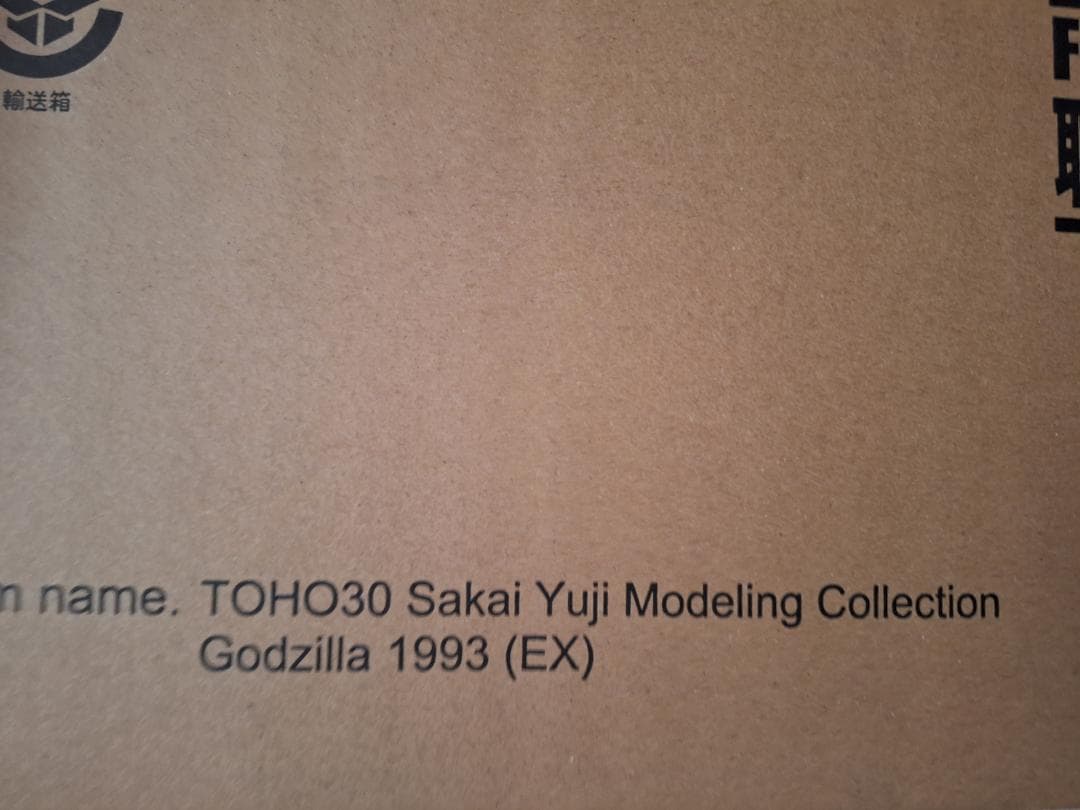 輸送箱
name. TOHO30 Sakai Yuji Modeling Collection
Godzilla 1993 (EX)